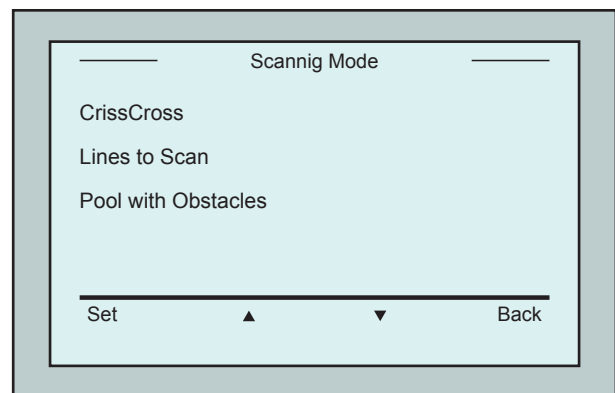 Scannig Mode
CrissCross
Lines to Scan
Pool with Obstacles
Set ▲ ▼ Back